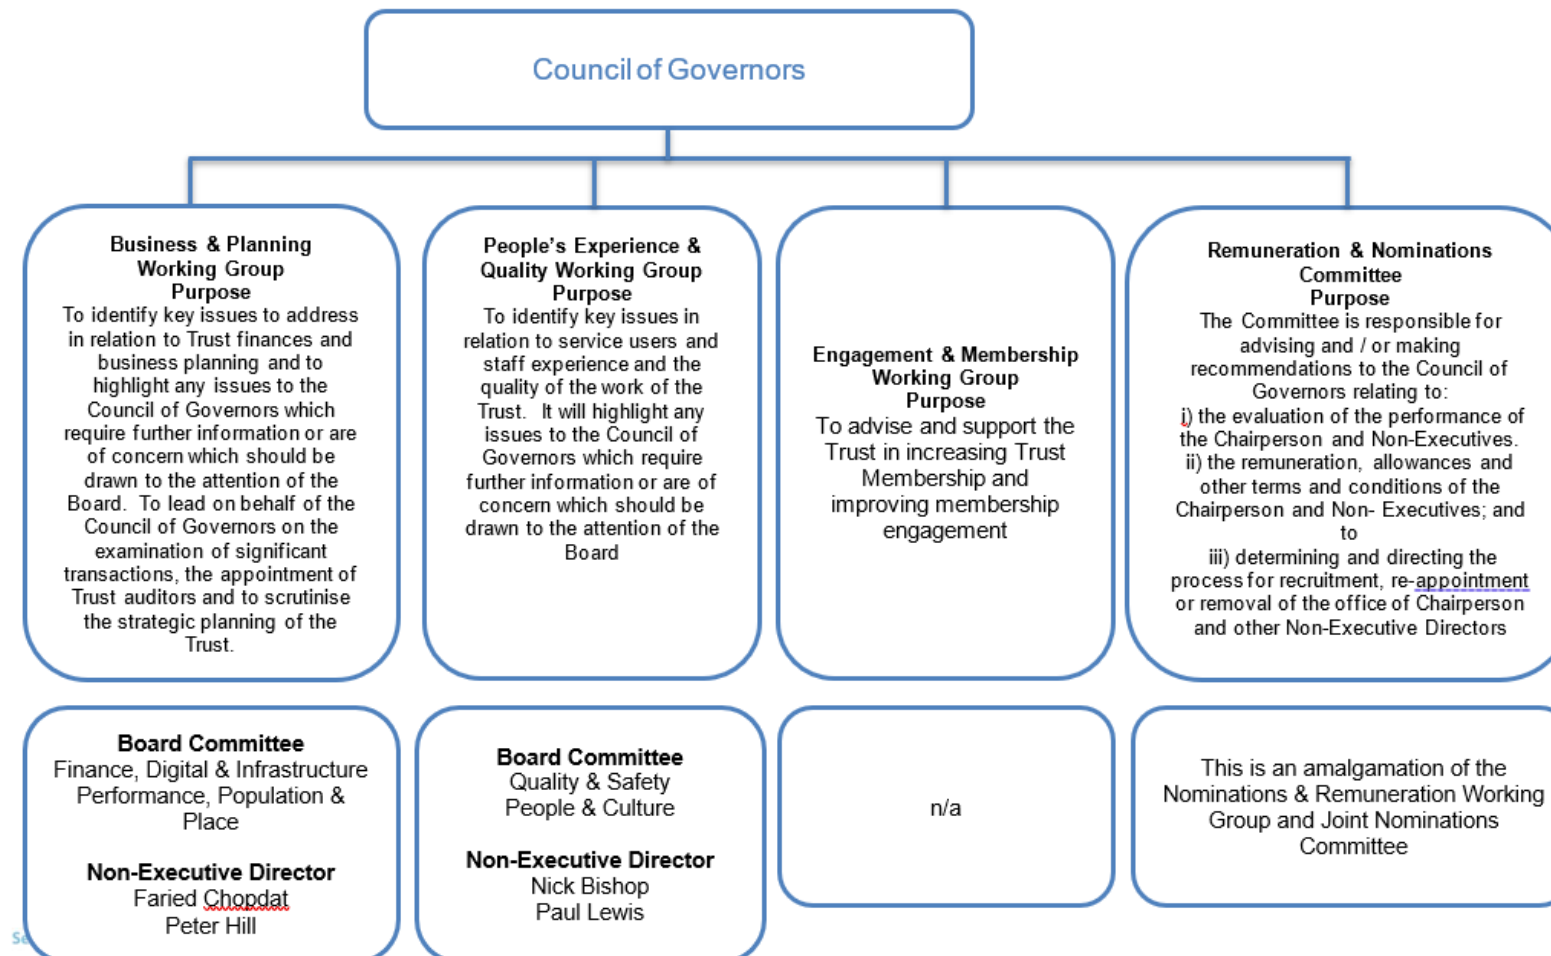 Council of Governors
Business & Planning
Working Group
Purpose
To identify key issues to address
in relation to Trust finances and
business planning and to
highlight any issues to the
Council of Governors which
require further information or are
of concern which should be
drawn to the attention of the
Board. To lead on behalf of the
Council of Governors on the
examination of significant
transactions, the appointment of
Trust auditors and to scrutinise
the strategic planning of the
Trust.
People's Experience &
Quality Working Group
Purpose
To identify key issues in
relation to service users and
staff experience and the
quality of the work of the
Trust. It will highlight any
issues to the Council of
Governors which require
further information or are of
concern which should be
drawn to the attention of the
Board
Engagement & Membership
Working Group
Purpose
To advise and support the
Trust in increasing Trust
Membership and
improving membership
engagement
Remuneration & Nominations
Committee
Purpose
The Committee is responsible for
advising and / or making
recommendations to the Council of
Governors relating to:
i) the evaluation of the performance of
the Chairperson and Non-Executives.
ii) the remuneration, allowances and
other terms and conditions of the
Chairperson and Non- Executives; and
to
iii) determining and directing the
process for recruitment, re-appointment
or removal of the office of Chairperson
and other Non-Executive Directors
Board Committee
Finance, Digital & Infrastructure
Performance, Population &
Place
Non-Executive Director
Faried Chopdat
Peter Hill
Board Committee
Quality & Safety
People & Culture
Non-Executive Director
Nick Bishop
Paul Lewis
n/a
This is an amalgamation of the
Nominations & Remuneration Working
Group and Joint Nominations
Committee